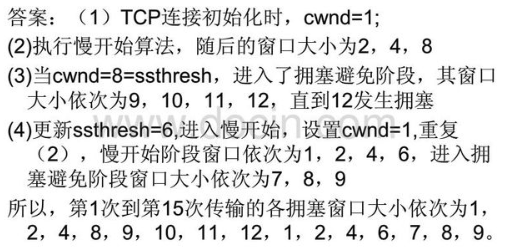 答案：（1）TCP连接初始化时，cwnd=1;
(2)执行慢开始算法，随后的窗口大小为2，4，8
(3)当cwnd=8=ssthresh，进入了拥塞避免阶段，其窗口
大小依次为9，10，11，12，直到12发生拥塞
(4)更新ssthresh=6,进入慢开始，设置cwnd=1,重复
（2），慢开始阶段窗口依次为1，2，4，6，进入拥
塞避免阶段窗口大小依次为7，8，9
所以，第1次到第15次传输的各拥塞窗口大小依次为1，
2，4，8，9，10，11，12，1，2，4，6，7，8，9。